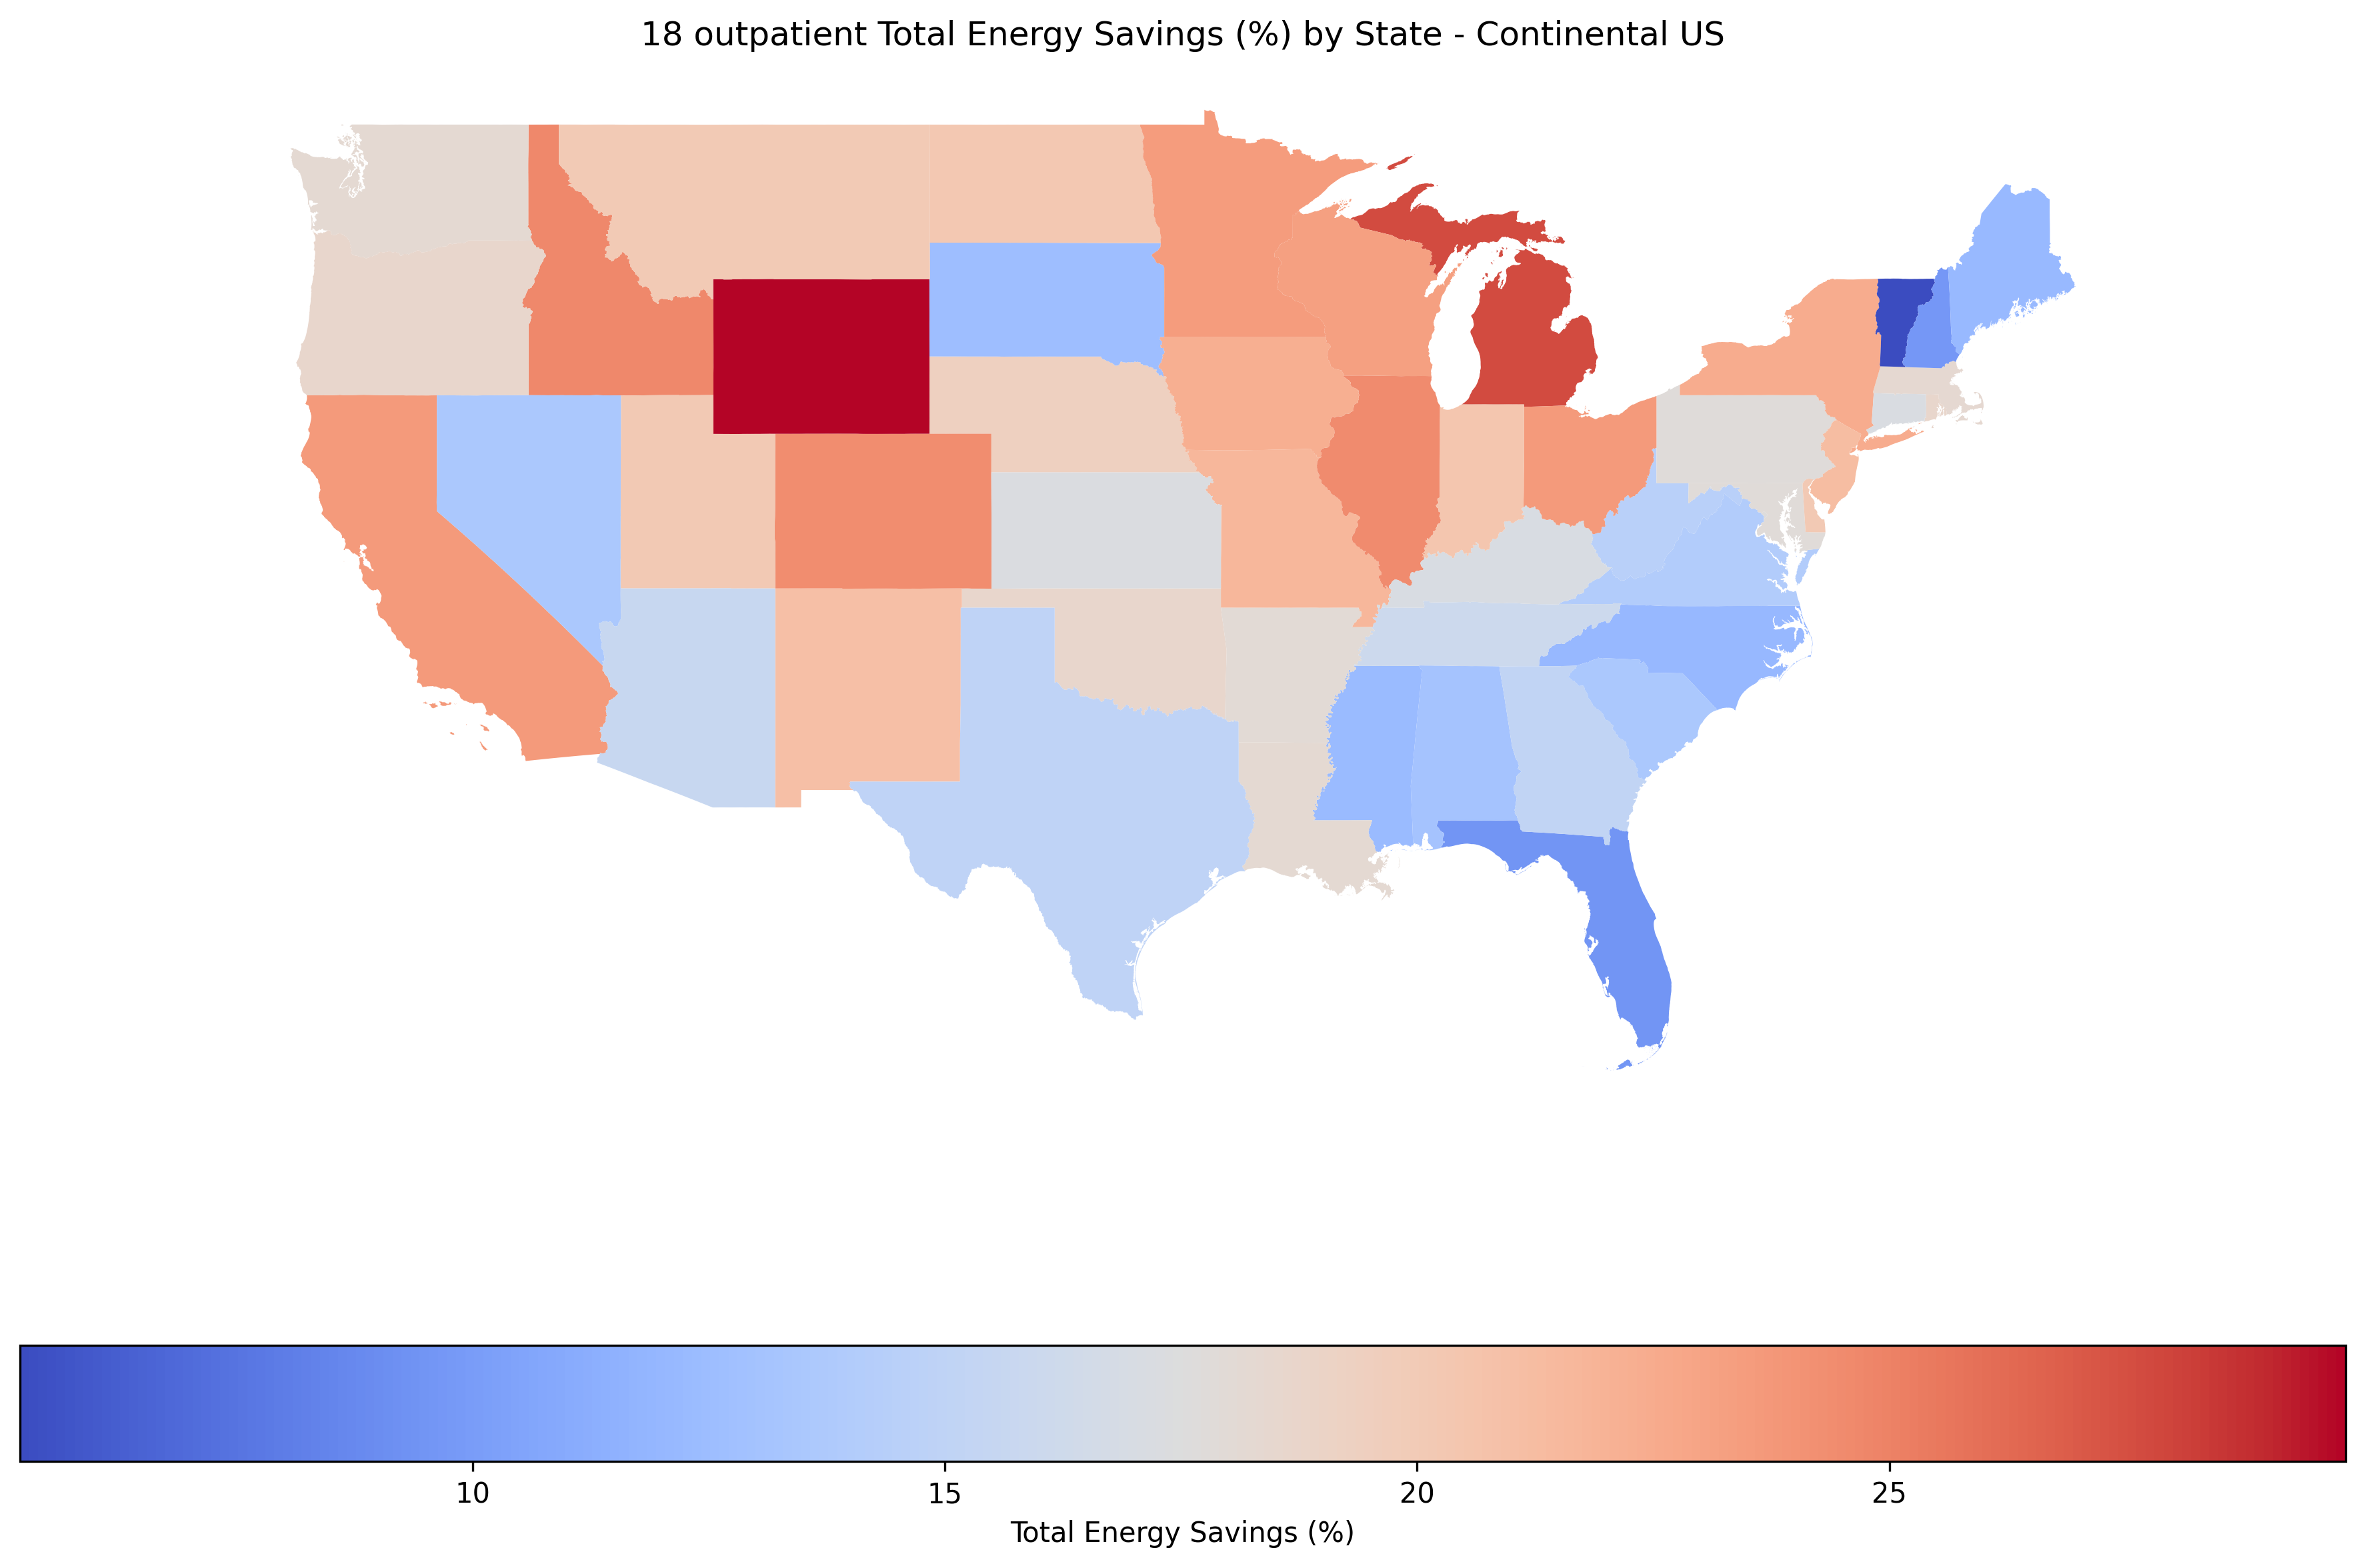 18 outpatient Total Energy Savings (%) by State - Continental US
10 15 20 25
Total Energy Savings (%)